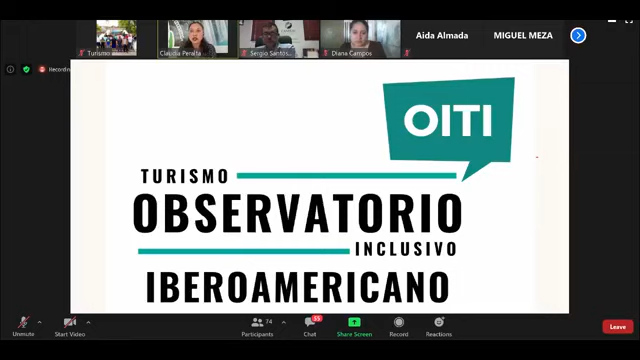 Turismo
Claudia Peralta
Sergio Santos...
Diana Campos
Aida Almada
MIGUEL MEZA
Recording
OITI
TURISMO
OBSERVATORIO
INCLUSIVO
IBEROAMERICANO
Unmute
Start Video
74
Participants
35
Chat
Share Screen
Record
Reactions
Leave